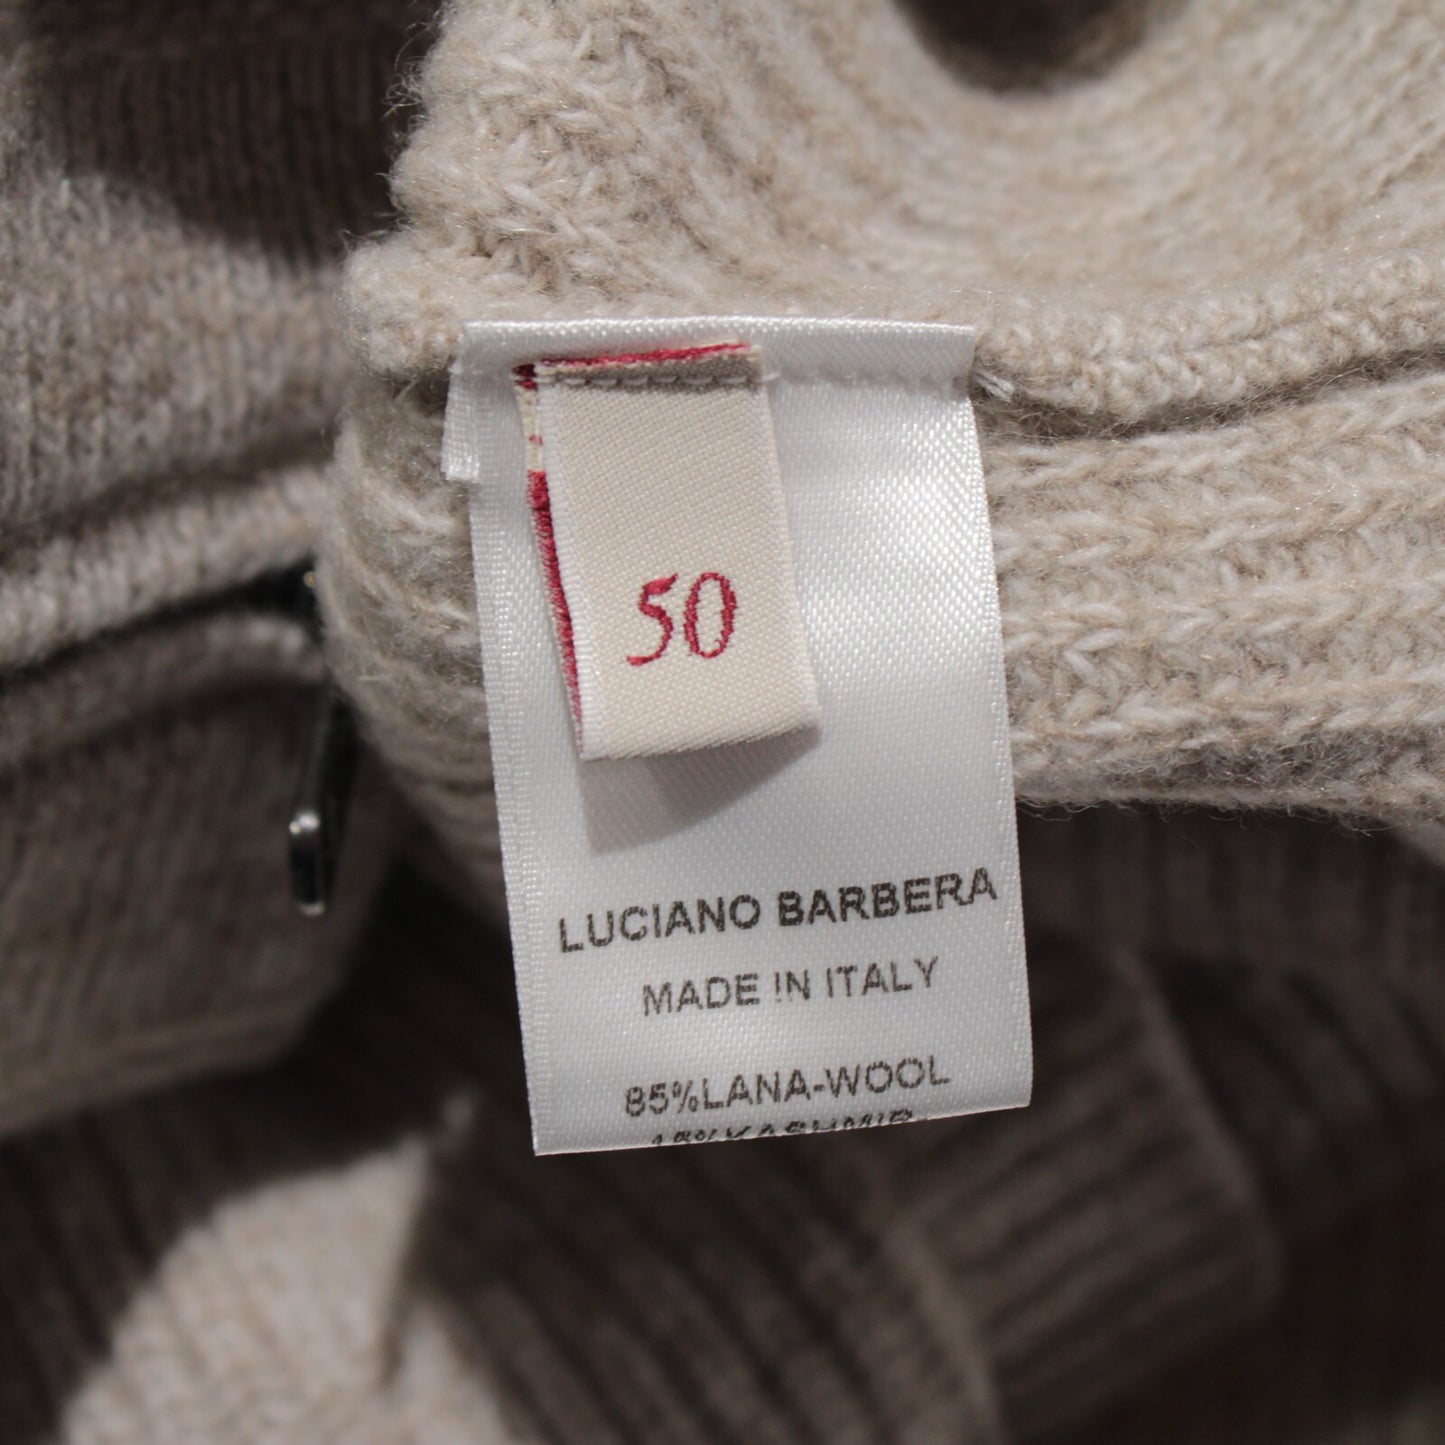 50
LUCIANO BARBERA
MADE IN ITALY
85%LANA-WOOL